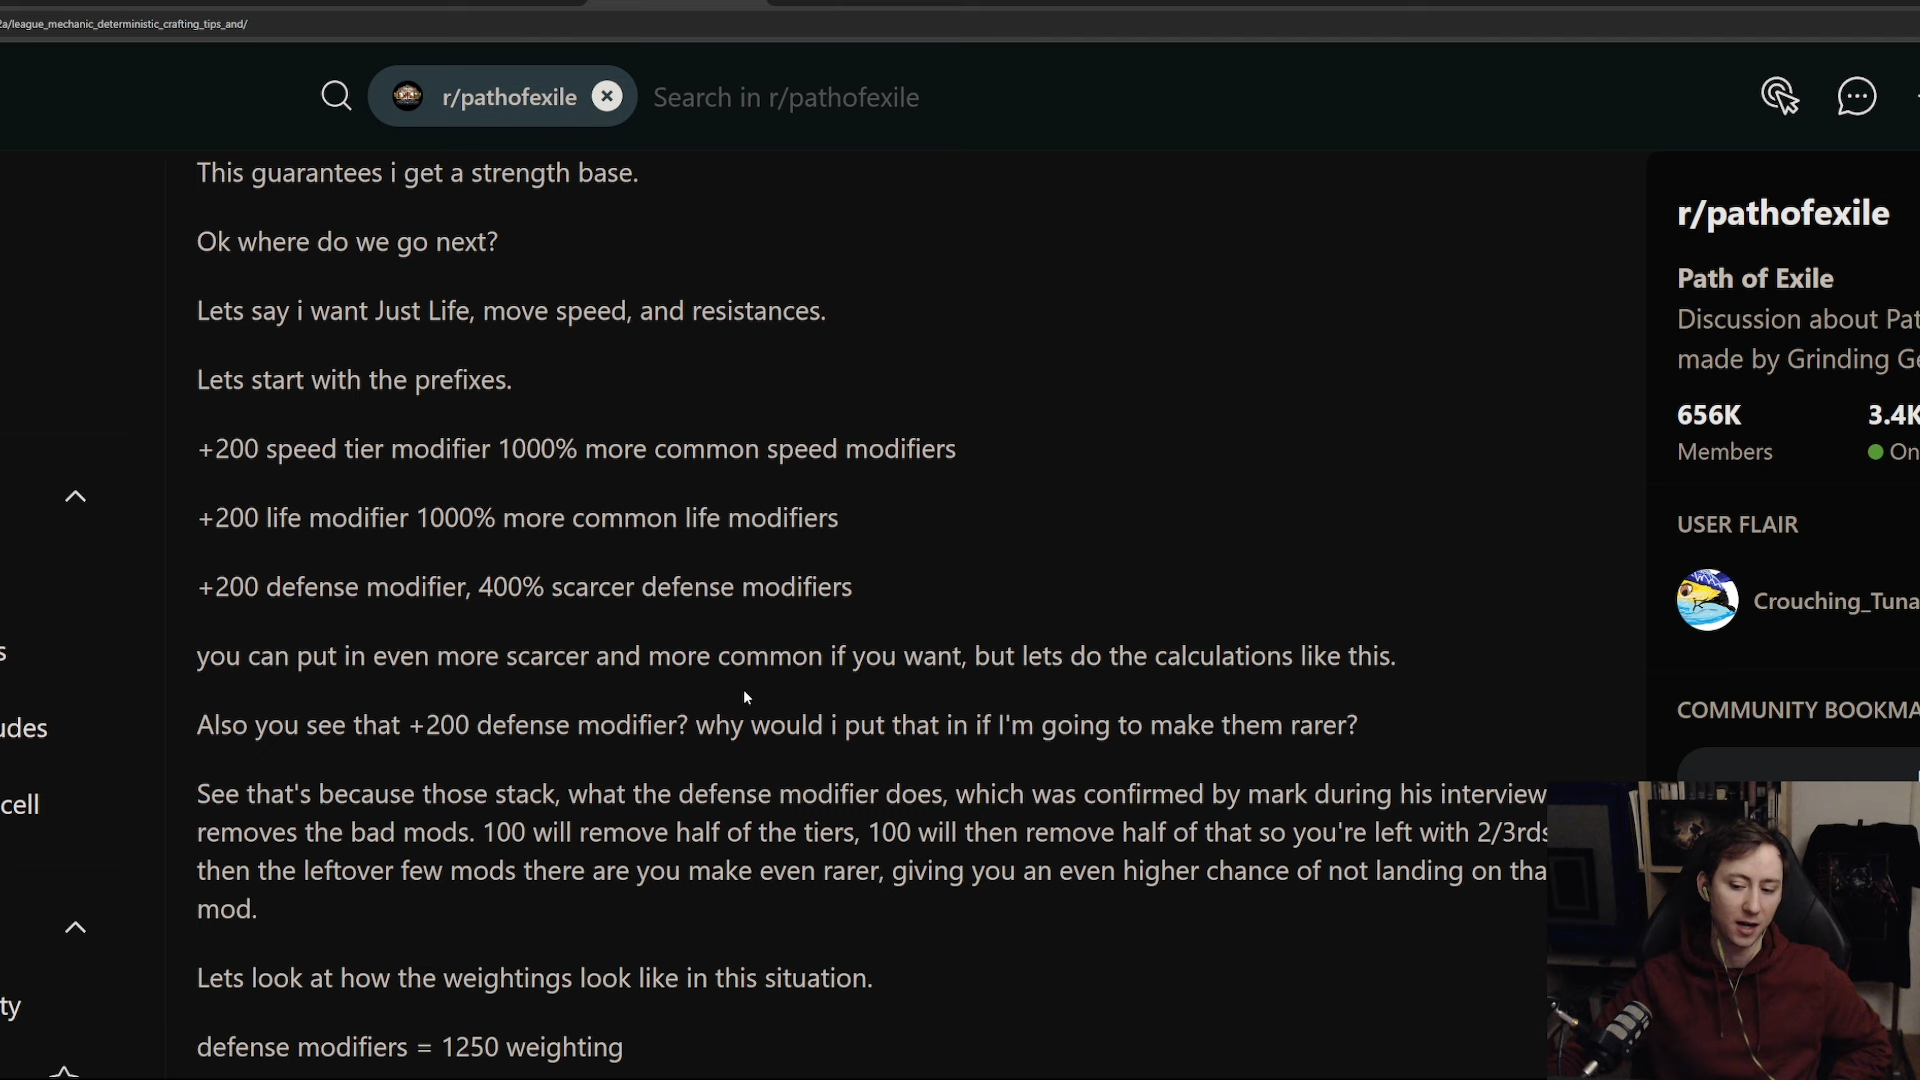 a/league_mechanic_deterministic_crafting_tips_and/
r/pathofexile
Search in r/pathofexile
This guarantees i get a strength base.
Ok where do we go next?
Lets say i want Just Life, move speed, and resistances.
Lets start with the prefixes.
+200 speed tier modifier 1000% more common speed modifiers
+200 life modifier 1000% more common life modifiers
+200 defense modifier, 400% scarcer defense modifiers
you can put in even more scarcer and more common if you want, but lets do the calculations like this.
Also you see that +200 defense modifier? why would i put that in if I'm going to make them rarer?
See that's because those stack, what the defense modifier does, which was confirmed by mark during his interview
removes the bad mods. 100 will remove half of the tiers, 100 will then remove half of that so you're left with 2/3rds
then the leftover few mods there are you make even rarer, giving you an even higher chance of not landing on tha
mod.
Lets look at how the weightings look like in this situation.
defense modifiers = 1250 weighting
s
udes
cell
ty
r/pathofexile
Path of Exile
Discussion about Pat
made by Grinding Ge
656K
3.4K
Members
On
USER FLAIR
Crouching_Tuna
COMMUNITY BOOKMA